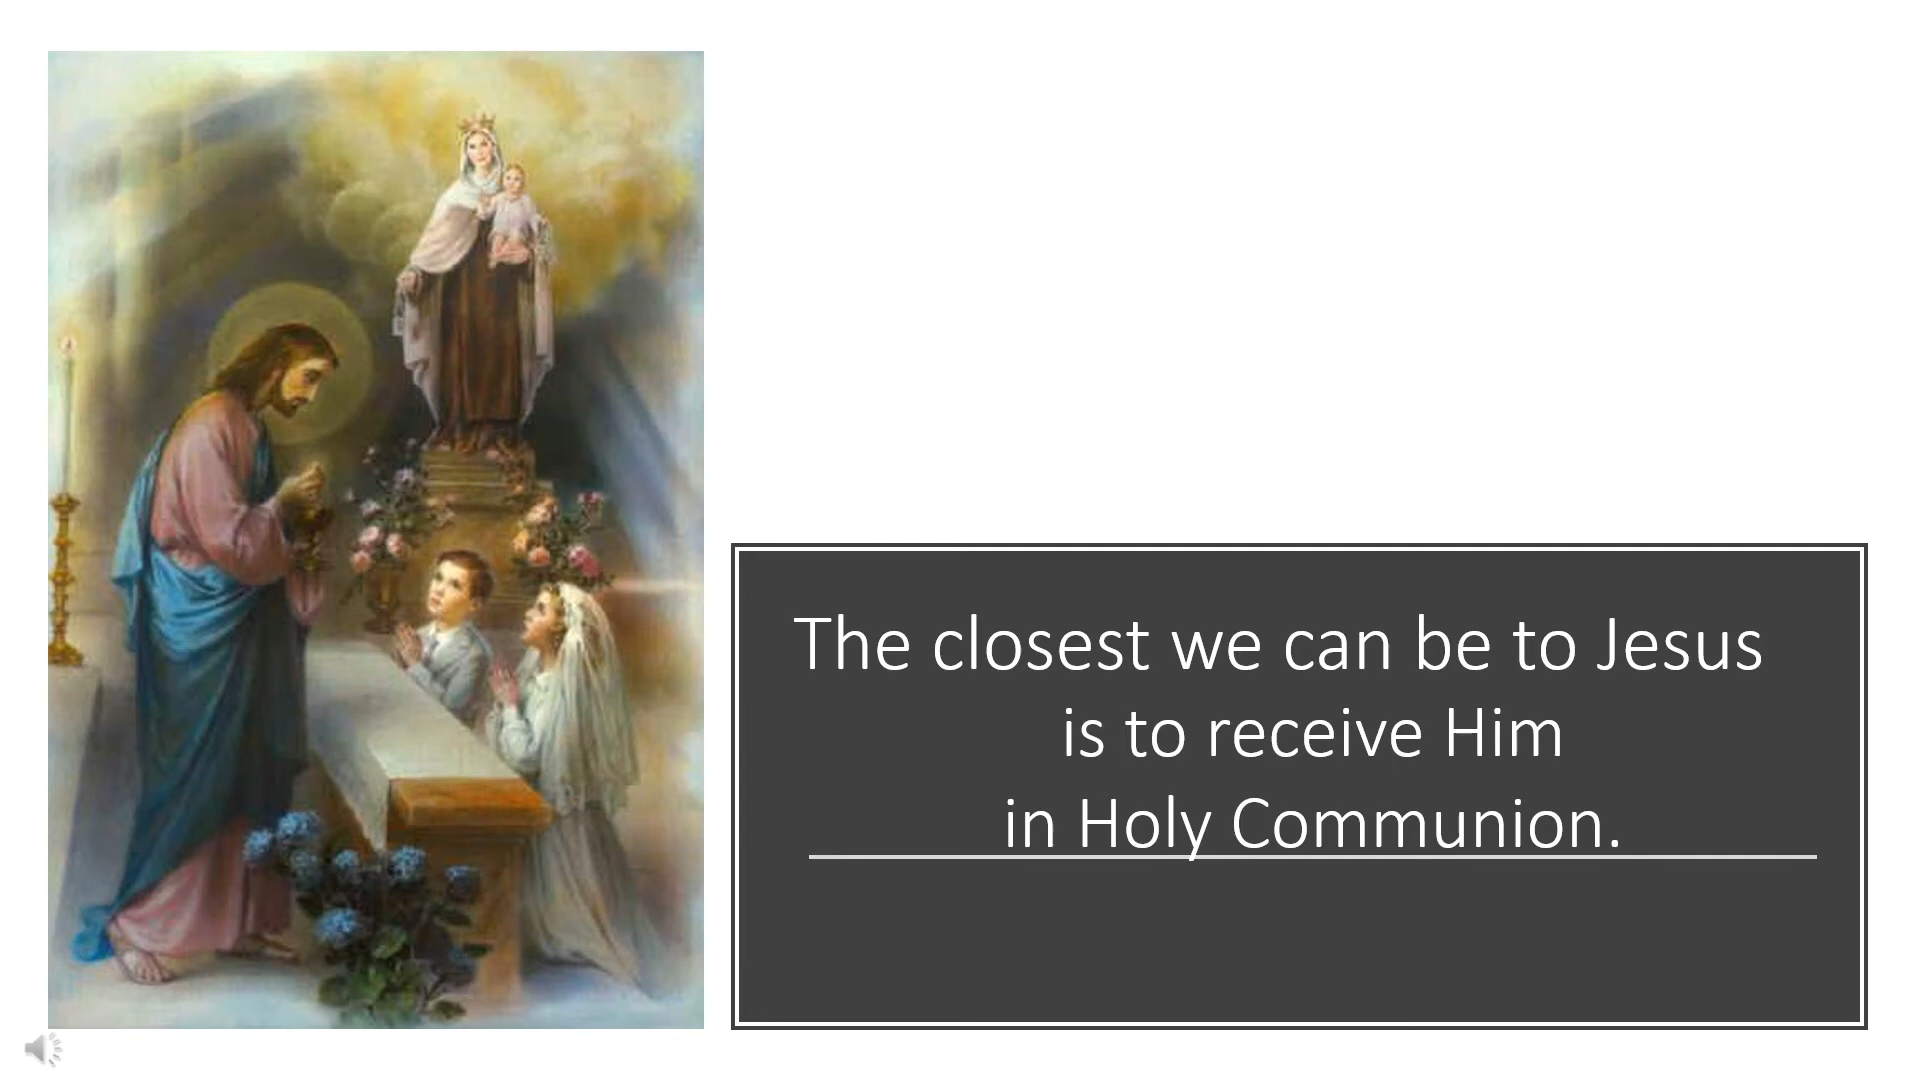 The closest we can be to Jesus
is to receive Him
in Holy Communion.